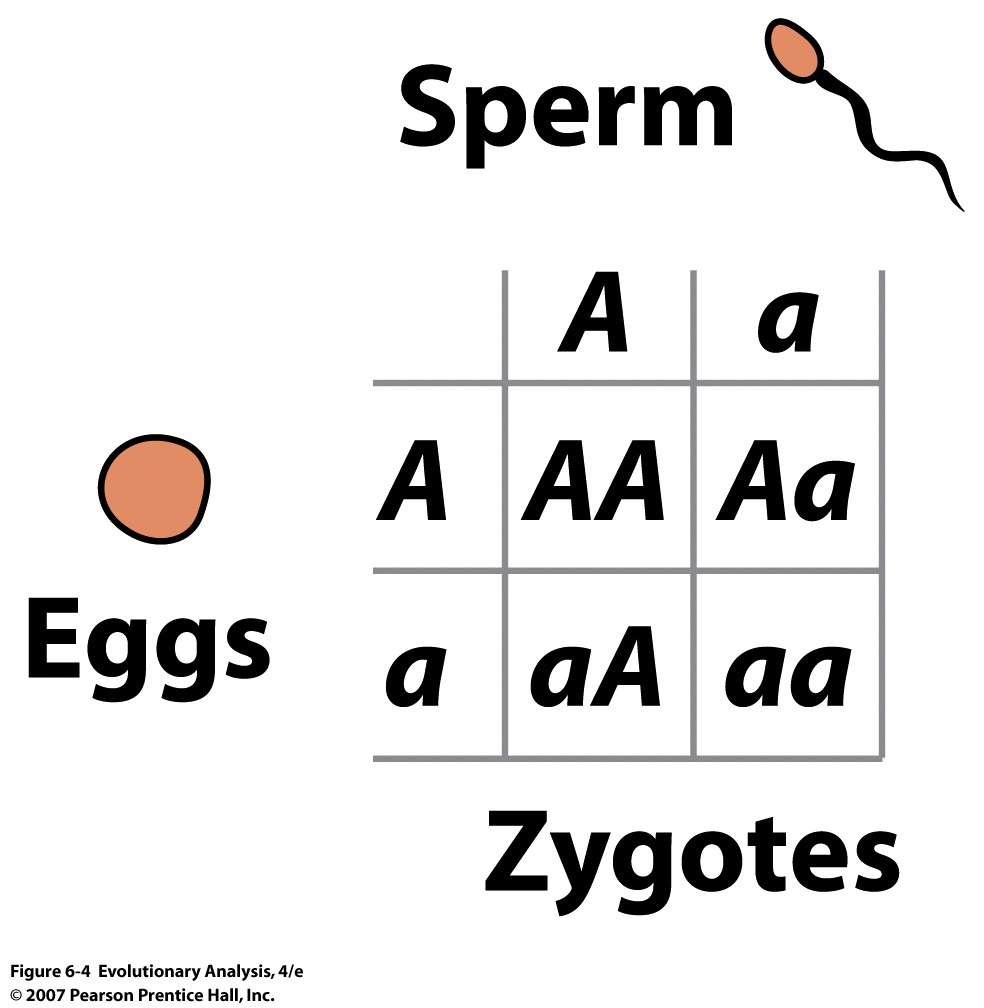 Sperm
A a
A AA Aa
Eggs
a aA aa
Zygotes
Figure 6-4 Evolutionary Analysis, 4/e
© 2007 Pearson Prentice Hall, Inc.